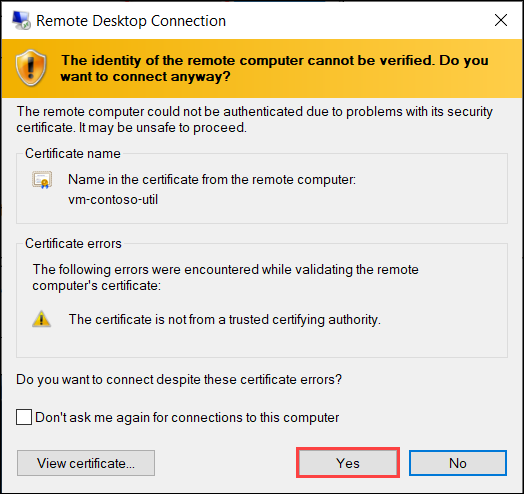 Remote Desktop Connection
The identity of the remote computer cannot be verified. Do you
want to connect anyway?
The remote computer could not be authenticated due to problems with its security
certificate. It may be unsafe to proceed.
Certificate name
Name in the certificate from the remote computer:
vm-contoso-util
Certificate errors
The following errors were encountered while validating the remote
computer's certificate:
The certificate is not from a trusted certifying authority.
Do you want to connect despite these certificate errors?
Don't ask me again for connections to this computer
View certificate... Yes No